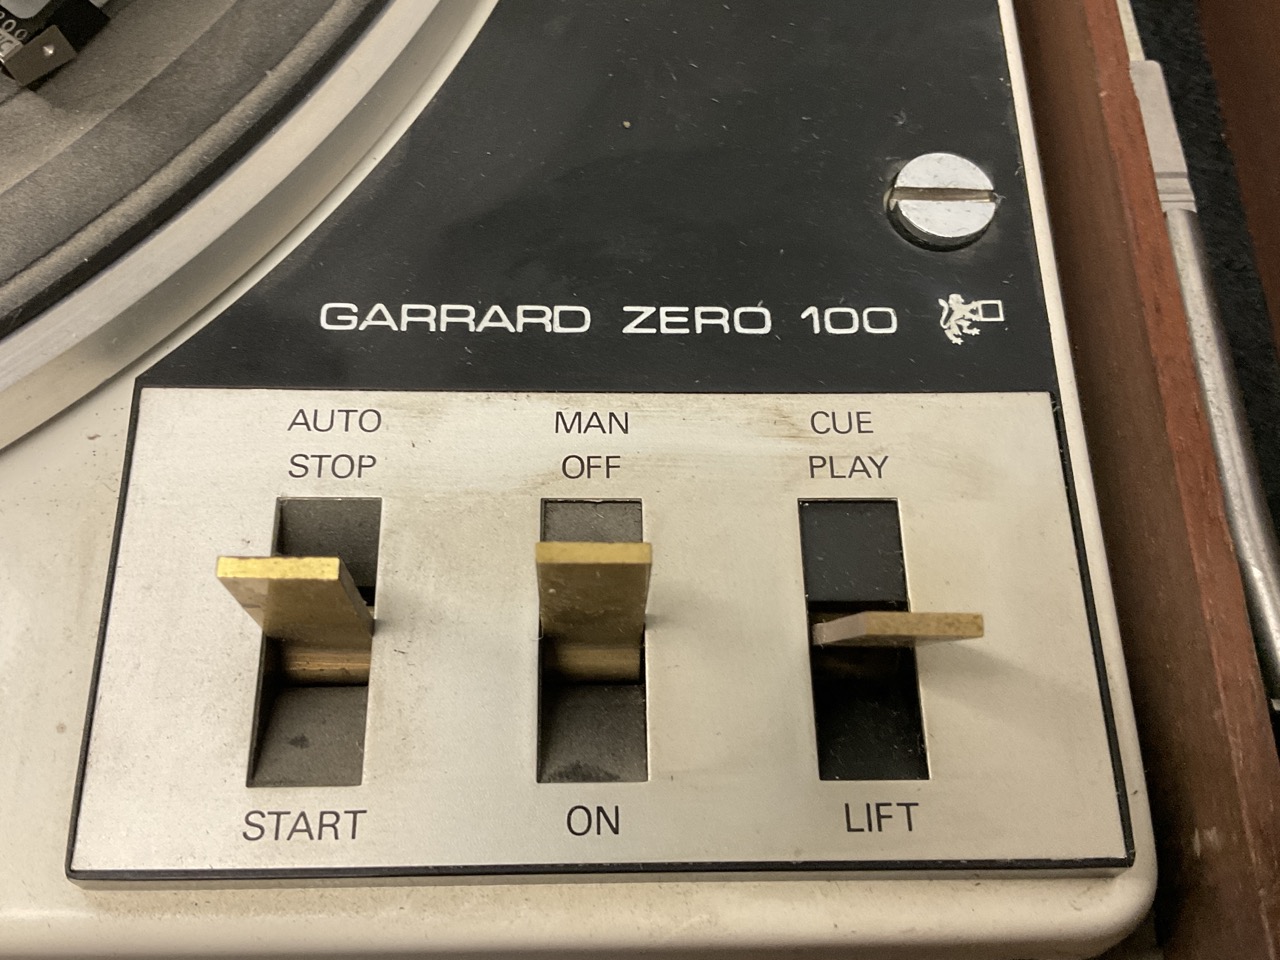 GARRARD ZERO 100
AUTO MAN CUE
STOP OFF PLAY
START ON LIFT